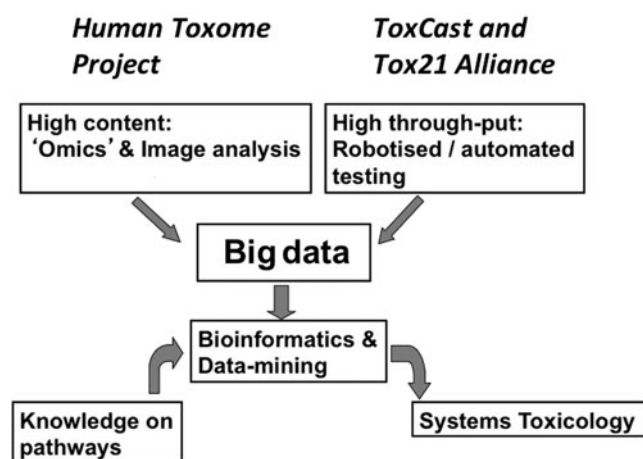 Human Toxome
Project
ToxCast and
Tox21 Alliance
High content:
‘Omics’ & Image analysis
High through-put:
Robotised / automated
testing
Big data
Bioinformatics &
Data-mining
Knowledge on
pathways
Systems Toxicology